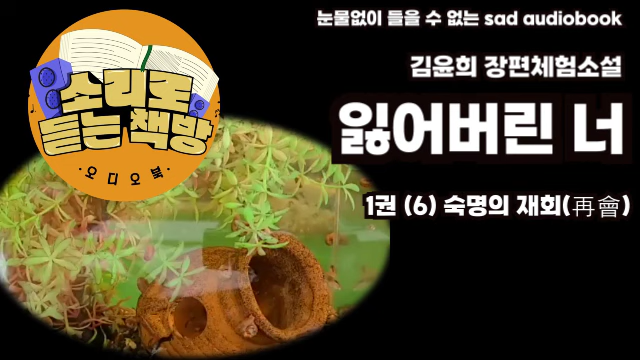 눈물없이 들을 수 없는 sad audiobook
김윤희 장편체험소설
잃어버린 너
1권 (6) 숙명의 재회(再會)
소리로
듣는 책방
·오디오북·